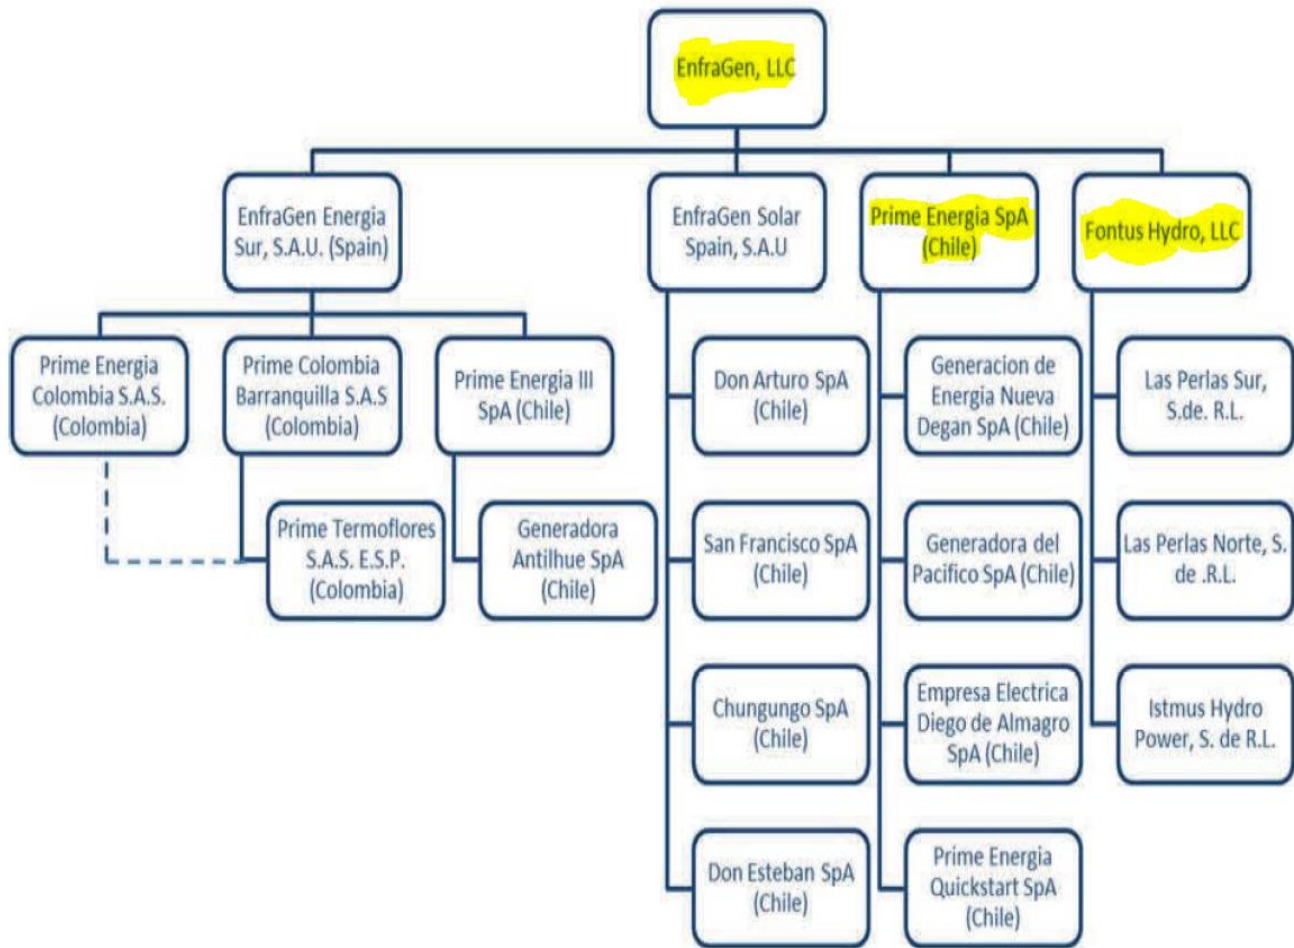 EnfraGen, LLC
EnfraGen Energia
Sur, S.A.U. (Spain)
EnfraGen Solar
Spain, S.A.U
Prime Energia SpA
(Chile)
Fontus Hydro, LLC
Prime Energia
Colombia S.A.S.
(Colombia)
Prime Colombia
Barranquilla S.A.S
(Colombia)
Prime Energia III
SpA (Chile)
Don Arturo SpA
(Chile)
Generacion de
Energia Nueva
Degan SpA (Chile)
Las Perlas Sur,
S.de. R.L.
Prime Termoflores
S.A.S. E.S.P.
(Colombia)
Generadora
Antilhue SpA
(Chile)
San Francisco SpA
(Chile)
Generadora del
Pacifico SpA (Chile)
Las Perlas Norte, S.
de .R.L.
Chungungo SpA
(Chile)
Empresa Electrica
Diego de Almagro
SpA (Chile)
Istmus Hydro
Power, S. de R.L.
Don Esteban SpA
(Chile)
Prime Energia
Quickstart SpA
(Chile)